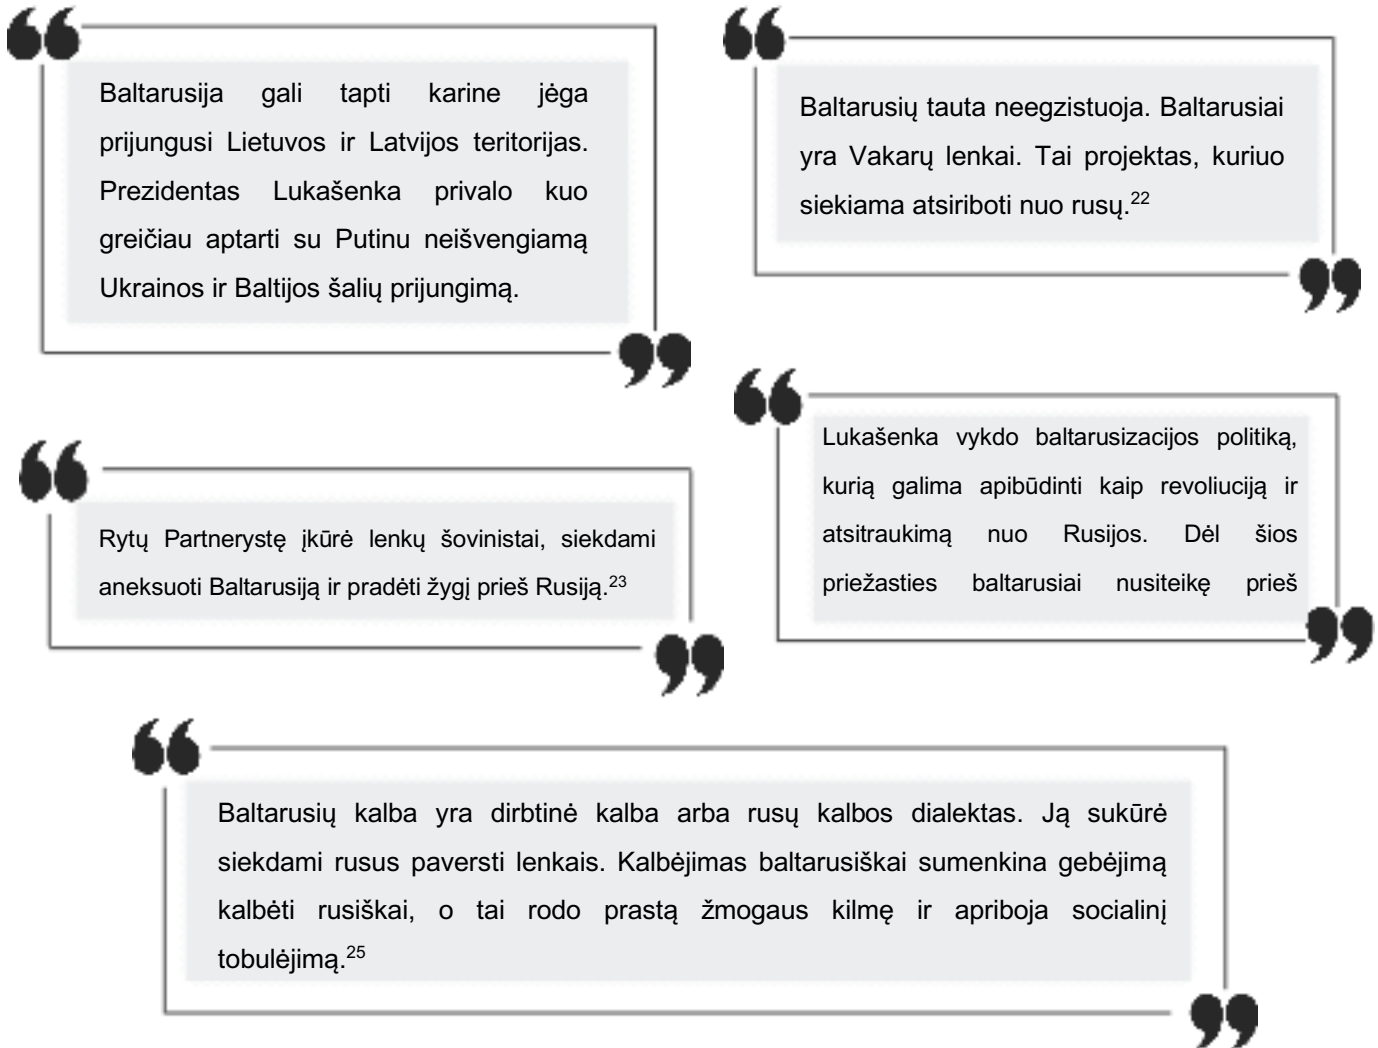 Baltarusija gali tapti karine jėga
prijungusi Lietuvos ir Latvijos teritorijas.
Prezidentas Lukašenka privalo kuo
greičiau aptarti su Putinu neišvengiamą
Ukrainos ir Baltijos šalių prijungimą.
Baltarusių tauta neegzistuoja. Baltarusiai
yra Vakarų lenkai. Tai projektas, kuriuo
siekiama atsiriboti nuo rusų.22
Rytų Partnerystę įkūrė lenkų šovinistai, siekdami
aneksuoti Baltarusiją ir pradėti žygį prieš Rusiją.23
Lukašenka vykdo baltarusizacijos politiką,
kurią galima apibūdinti kaip revoliuciją ir
atsitraukimą nuo Rusijos. Dėl šios
priežasties baltarusiai nusiteikę prieš
Baltarusių kalba yra dirbtinė kalba arba rusų kalbos dialektas. Ją sukūrė
siekdami rusus paversti lenkais. Kalbėjimas baltarusiškai sumenkina gebėjimą
kalbėti rusiškai, o tai rodo prastą žmogaus kilmę ir apriboja socialinį
tobulėjimą.25